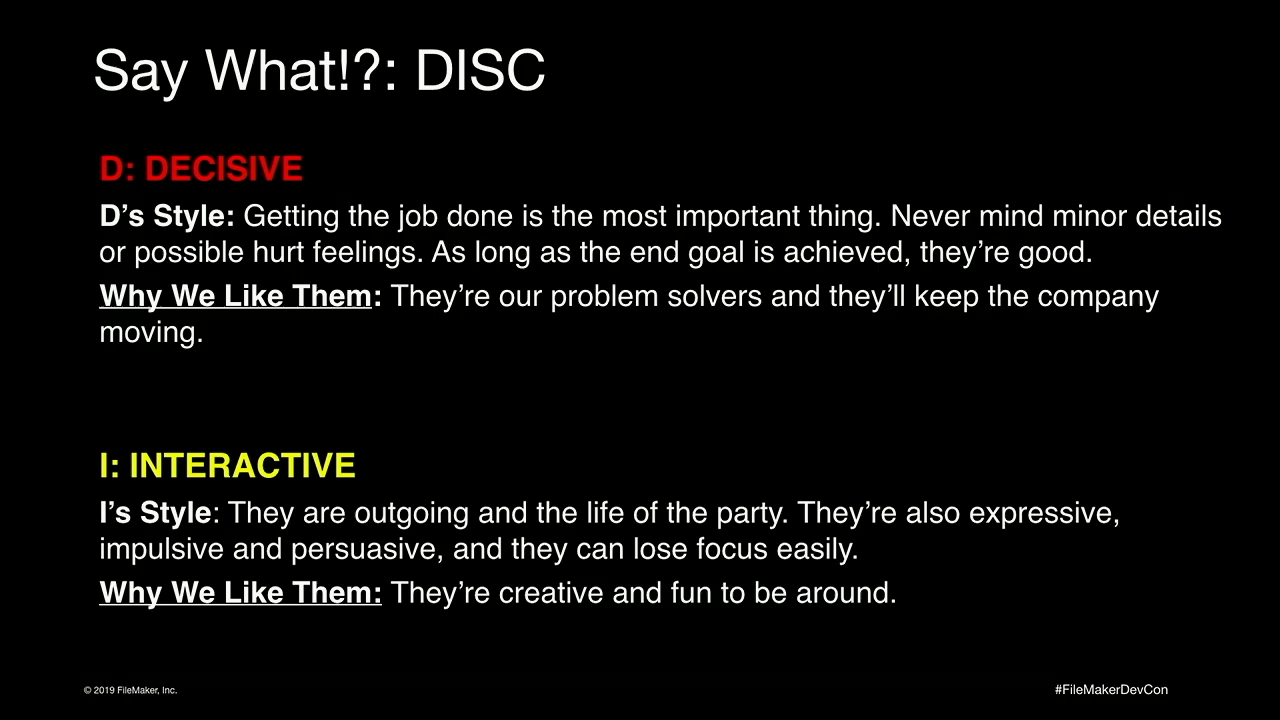 Say What!?: DISC
D: DECISIVE
D’s Style: Getting the job done is the most important thing. Never mind minor details
or possible hurt feelings. As long as the end goal is achieved, they’re good.
Why We Like Them: They’re our problem solvers and they’ll keep the company
moving.
I: INTERACTIVE
I’s Style: They are outgoing and the life of the party. They’re also expressive,
impulsive and persuasive, and they can lose focus easily.
Why We Like Them: They’re creative and fun to be around.
© 2019 FileMaker, Inc.
#FileMakerDevCon